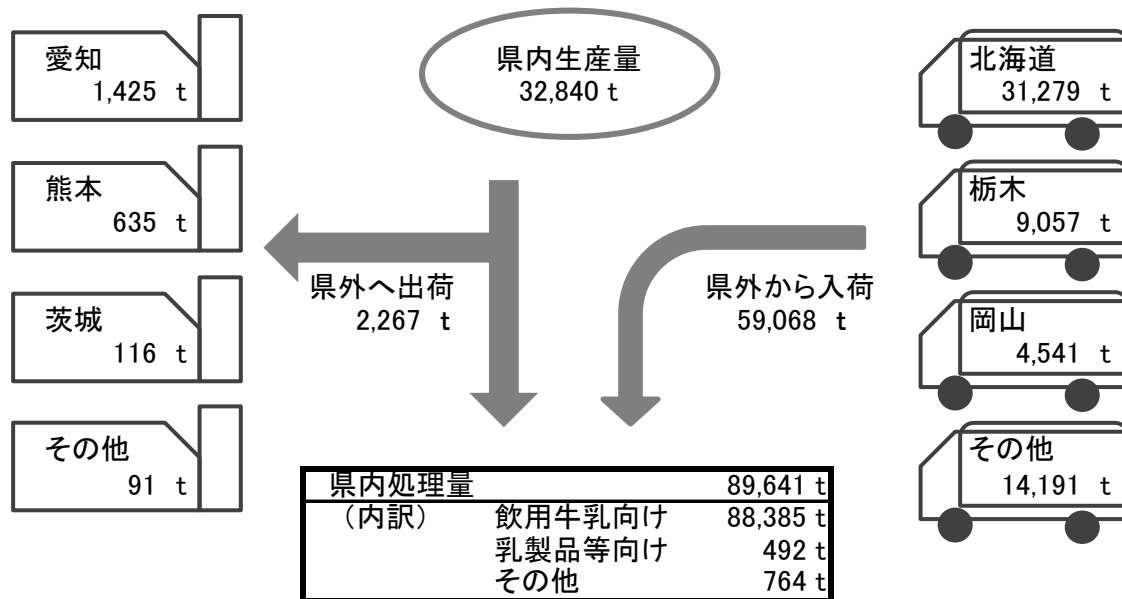 愛知
1,425 t
熊本
635 t
茨城
116 t
その他
91 t
県内生産量
32,840 t
県外へ出荷
2,267 t
県外から入荷
59,068 t
北海道
31,279 t
栃木
9,057 t
岡山
4,541 t
その他
14,191 t
県内処理量 89,641 t
（内訳） 飲用牛乳向け 88,385 t
乳製品等向け 492 t
その他 764 t